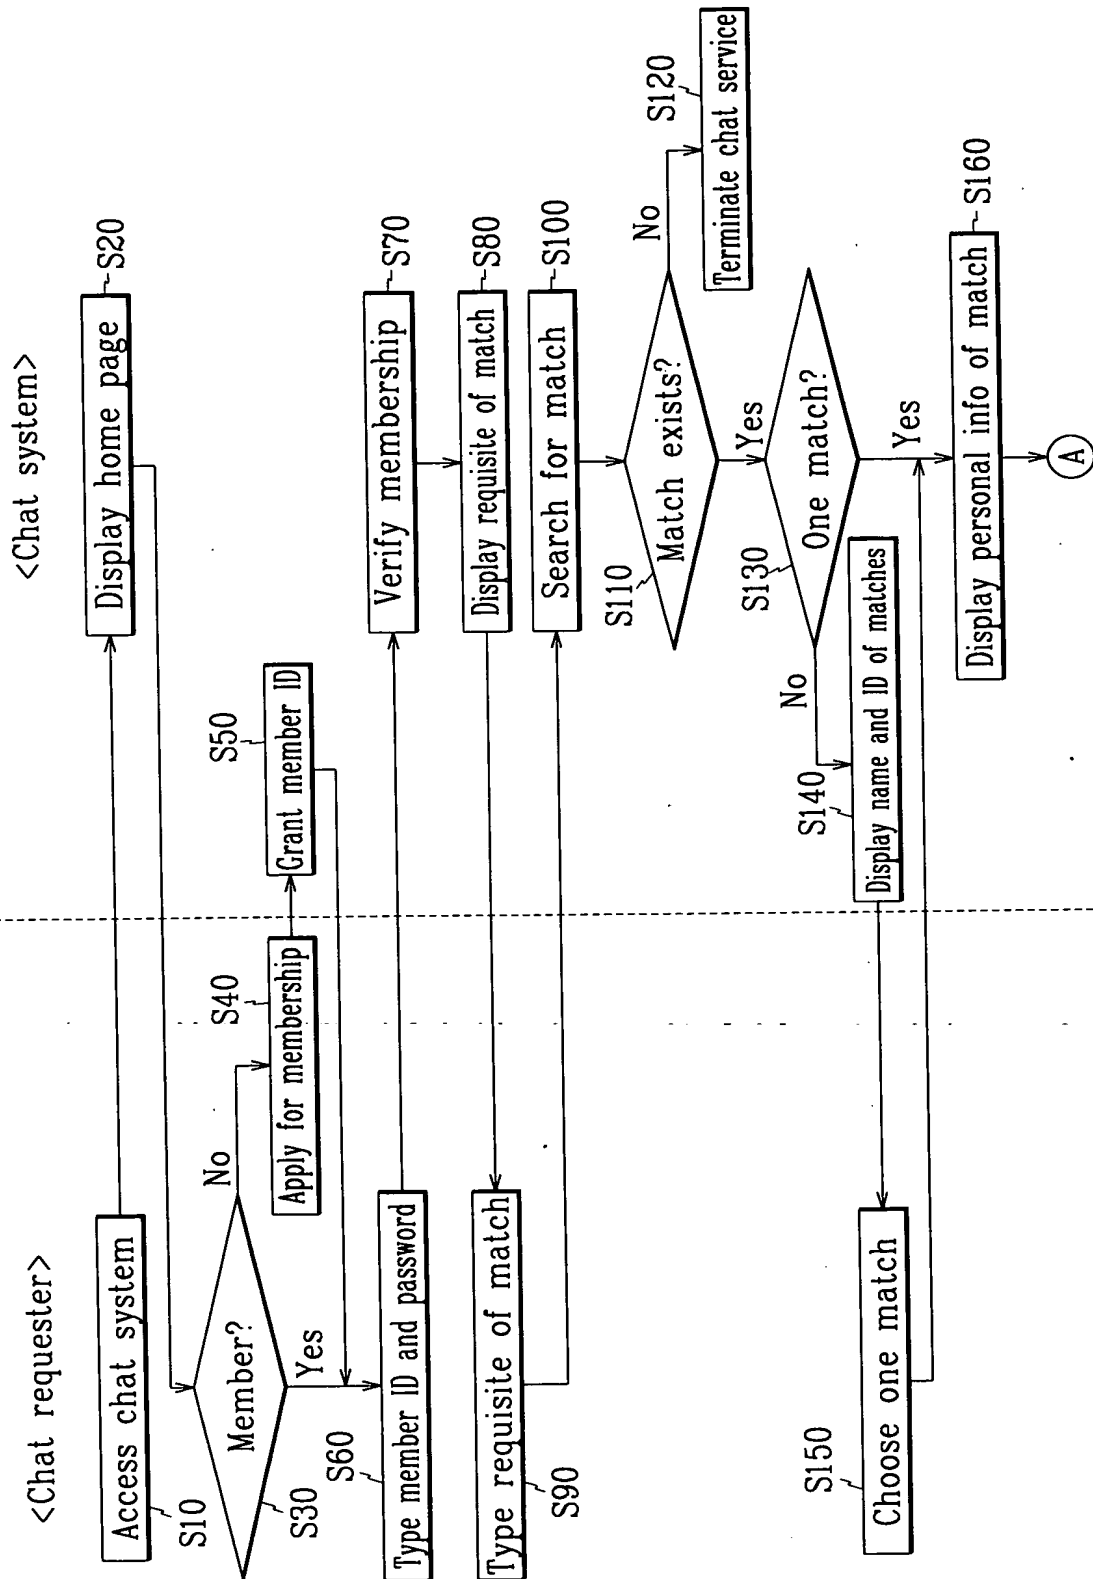 <Chat requester>
<Chat system>
Access chat system
S10
Display home page
S20
Member?
S30
No
Yes
Apply for membership
S40
Grant member ID
S50
Type member ID and password
S60
Verify membership
S70
Display requisite of match
S80
Type requisite of match
S90
Search for match
S100
Match exists?
S110
No
Yes
Terminate chat service
S120
One match?
S130
No
Yes
Display name and ID of matches
S140
Choose one match
S150
Display personal info of match
S160
A